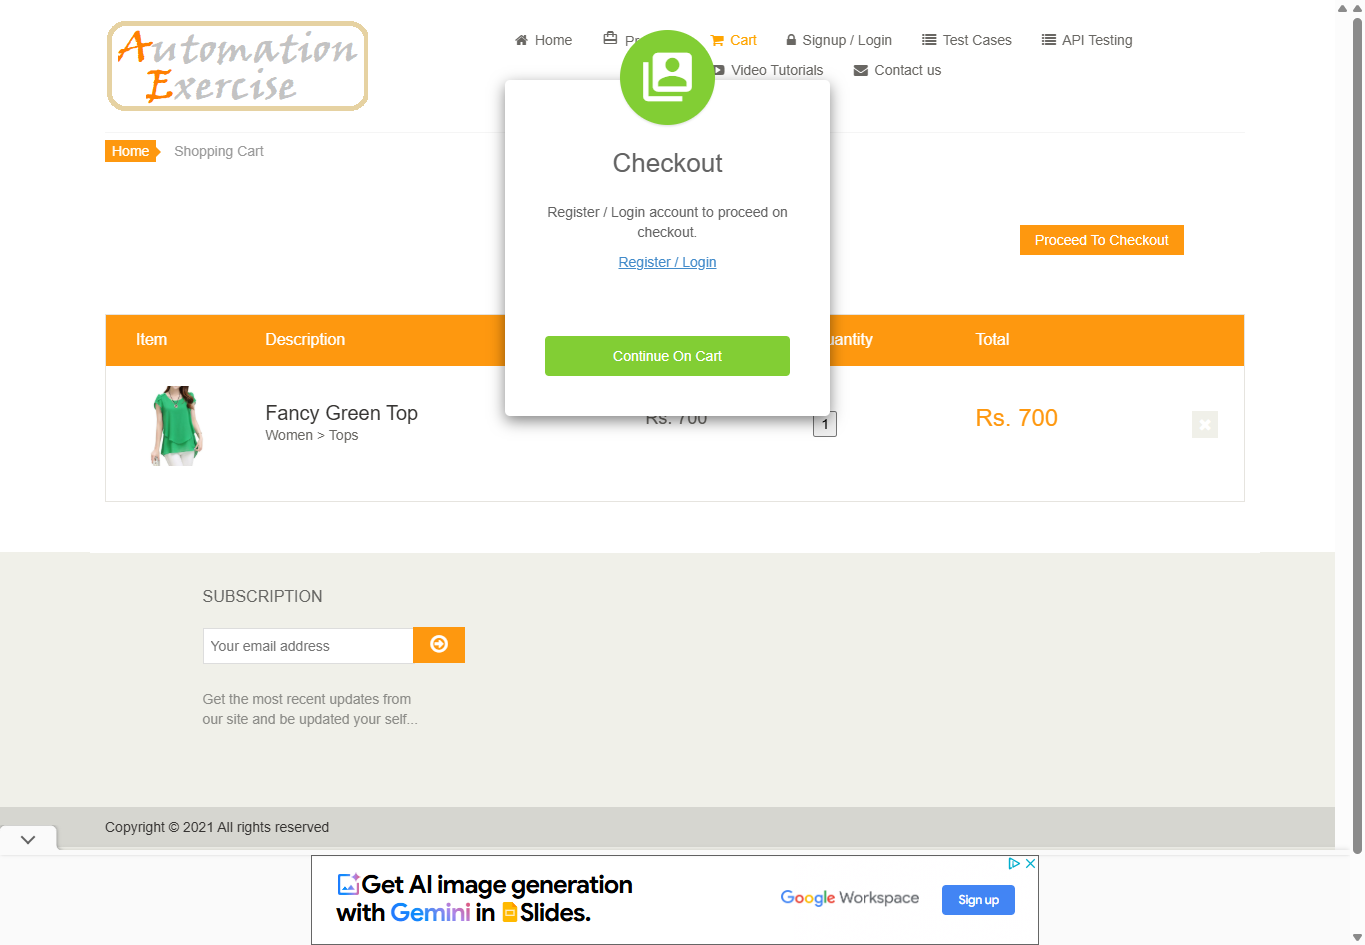 Automation
Exercise
Home
Cart
Signup / Login
Test Cases
API Testing
Video Tutorials
Contact us
Home
Shopping Cart
Checkout
Register / Login account to proceed on
checkout.
Register / Login
Continue On Cart
Proceed To Checkout
Item
Description
Total
Fancy Green Top
Women > Tops
Rs. 700
1
Rs. 700
SUBSCRIPTION
Your email address
Get the most recent updates from
our site and be updated your self...
Copyright © 2021 All rights reserved
Get AI image generation
with Gemini in Slides.
Google Workspace
Sign up